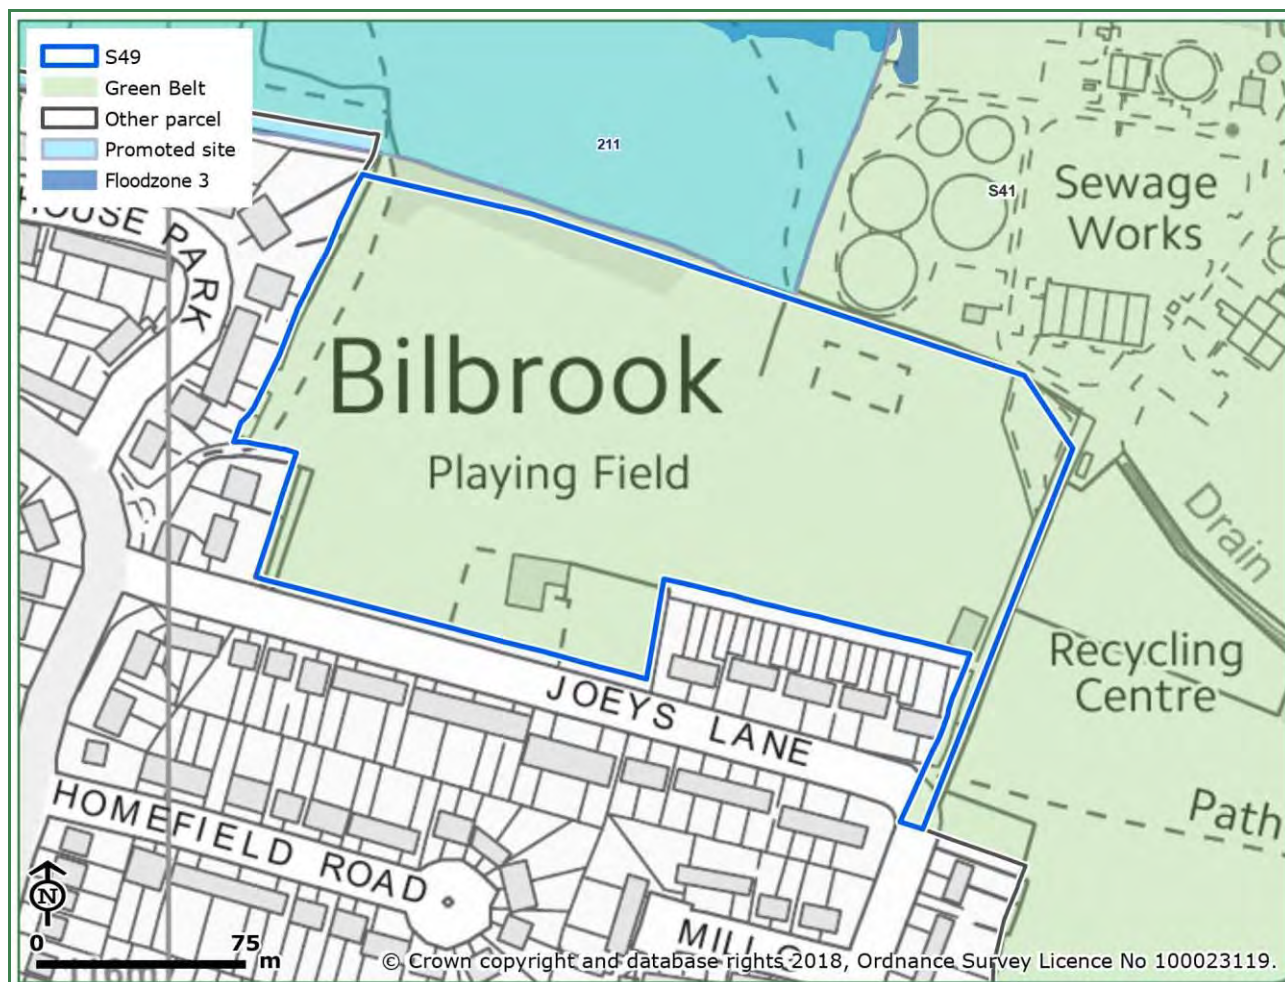 S49
Green Belt
Other parcel
Promoted site
Floodzone 3
211
S41
Sewage
Works
HOUSE PARK
Bilbrook
Playing Field
Drain
Recycling
Centre
JOEYS LANE
Path
HOMEFIELD ROAD
MILL
N
0 75
m
© Crown copyright and database rights 2018, Ordnance Survey Licence No 100023119.